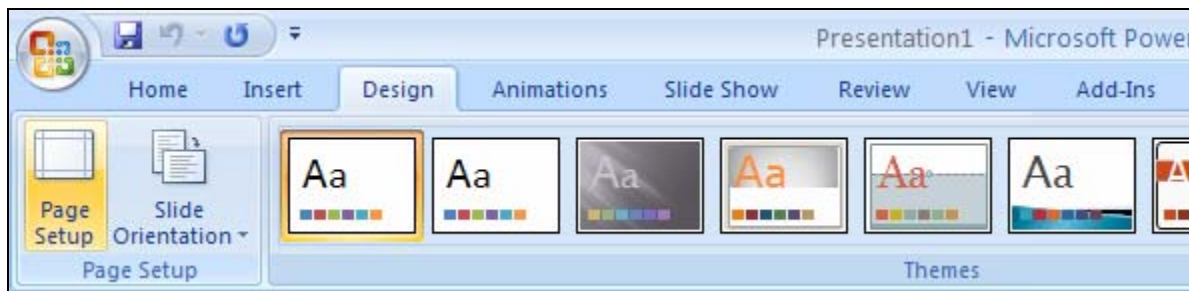 Presentation1 - Microsoft Power
Home Insert Design Animations Slide Show Review View Add-Ins
Aa Aa Aa Aa Aa Aa A
Page Setup
Slide Orientation
Page Setup Themes